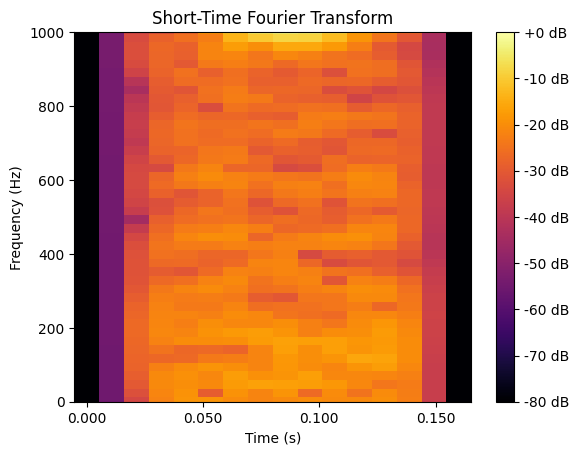 Short-Time Fourier Transform
1000
800
600
400
200
0
Frequency (Hz)
0.000
0.050
0.100
0.150
Time (s)
+0 dB
-10 dB
-20 dB
-30 dB
-40 dB
-50 dB
-60 dB
-70 dB
-80 dB